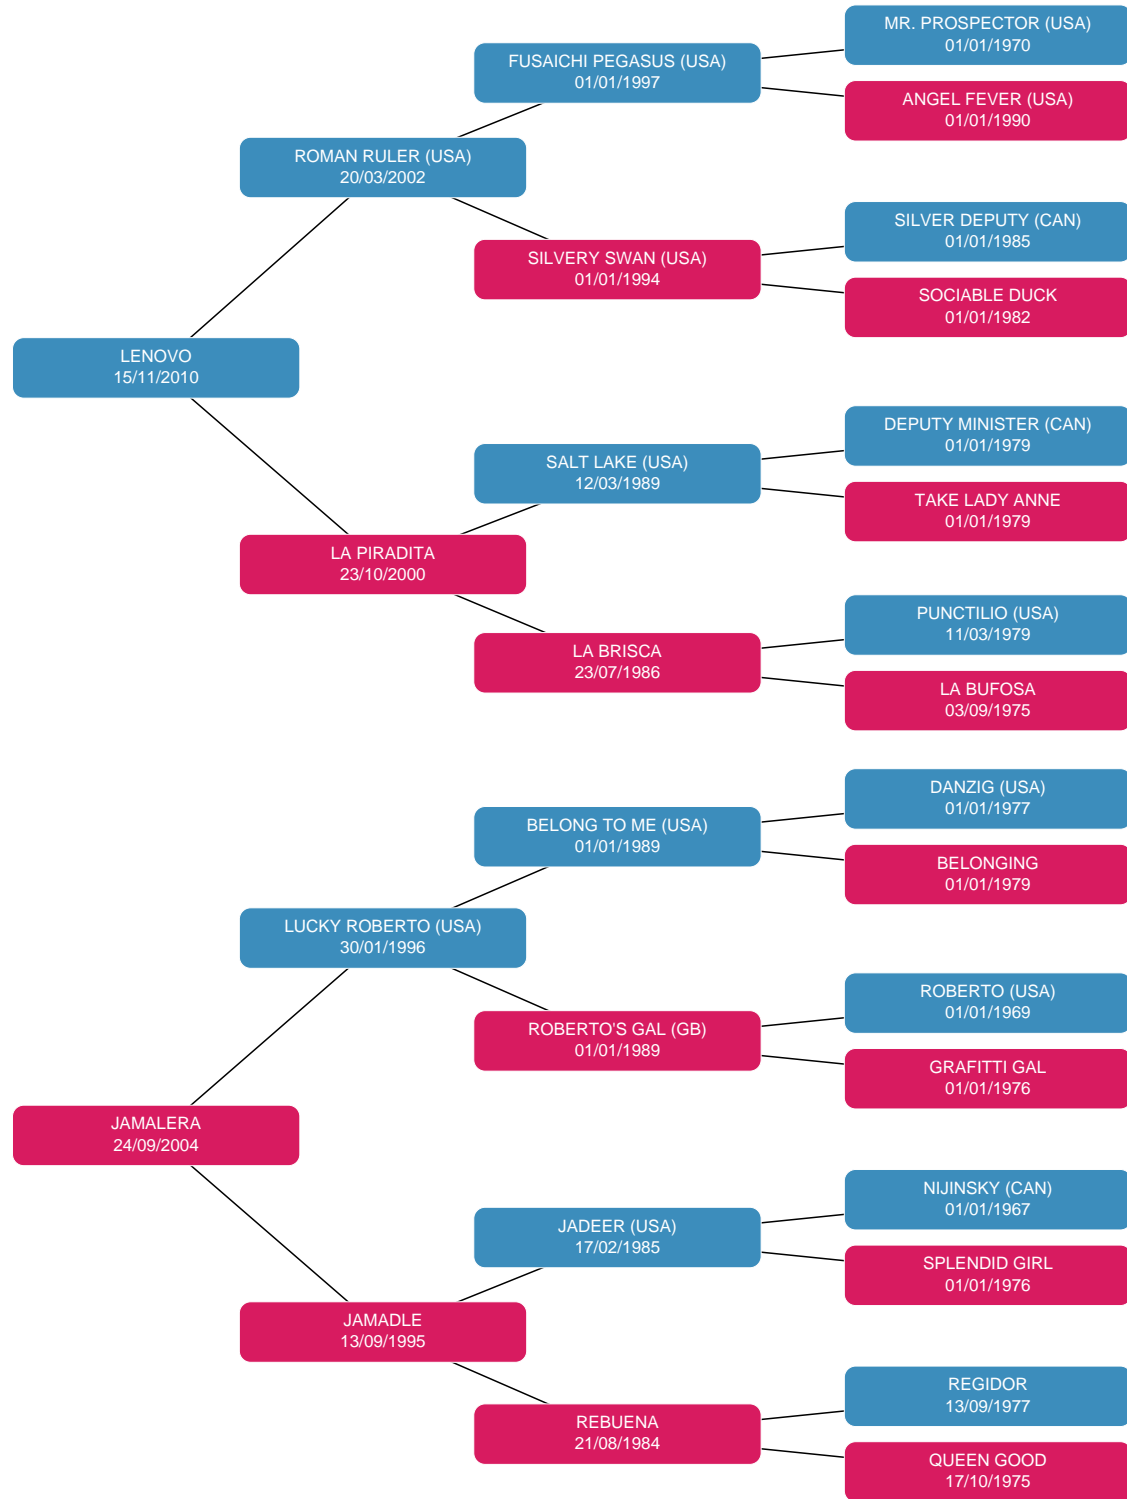 MR. PROSPECTOR (USA)
01/01/1970
FUSAICHI PEGASUS (USA)
01/01/1997
ANGEL FEVER (USA)
01/01/1990
ROMAN RULER (USA)
20/03/2002
SILVER DEPUTY (CAN)
01/01/1985
SILVERY SWAN (USA)
01/01/1994
SOCIABLE DUCK
01/01/1982
LENOVO
15/11/2010
DEPUTY MINISTER (CAN)
01/01/1979
SALT LAKE (USA)
12/03/1989
TAKE LADY ANNE
01/01/1979
LA PIRADITA
23/10/2000
PUNCTILIO (USA)
11/03/1979
LA BRISCA
23/07/1986
LA BUFOSA
03/09/1975
DANZIG (USA)
01/01/1977
BELONG TO ME (USA)
01/01/1989
BELONGING
01/01/1979
LUCKY ROBERTO (USA)
30/01/1996
ROBERTO (USA)
01/01/1969
ROBERTO'S GAL (GB)
01/01/1989
GRAFITTI GAL
01/01/1976
JAMALERA
24/09/2004
NIJINSKY (CAN)
01/01/1967
JADEER (USA)
17/02/1985
SPLENDID GIRL
01/01/1976
JAMADLE
13/09/1995
REGIDOR
13/09/1977
REBUENA
21/08/1984
QUEEN GOOD
17/10/1975